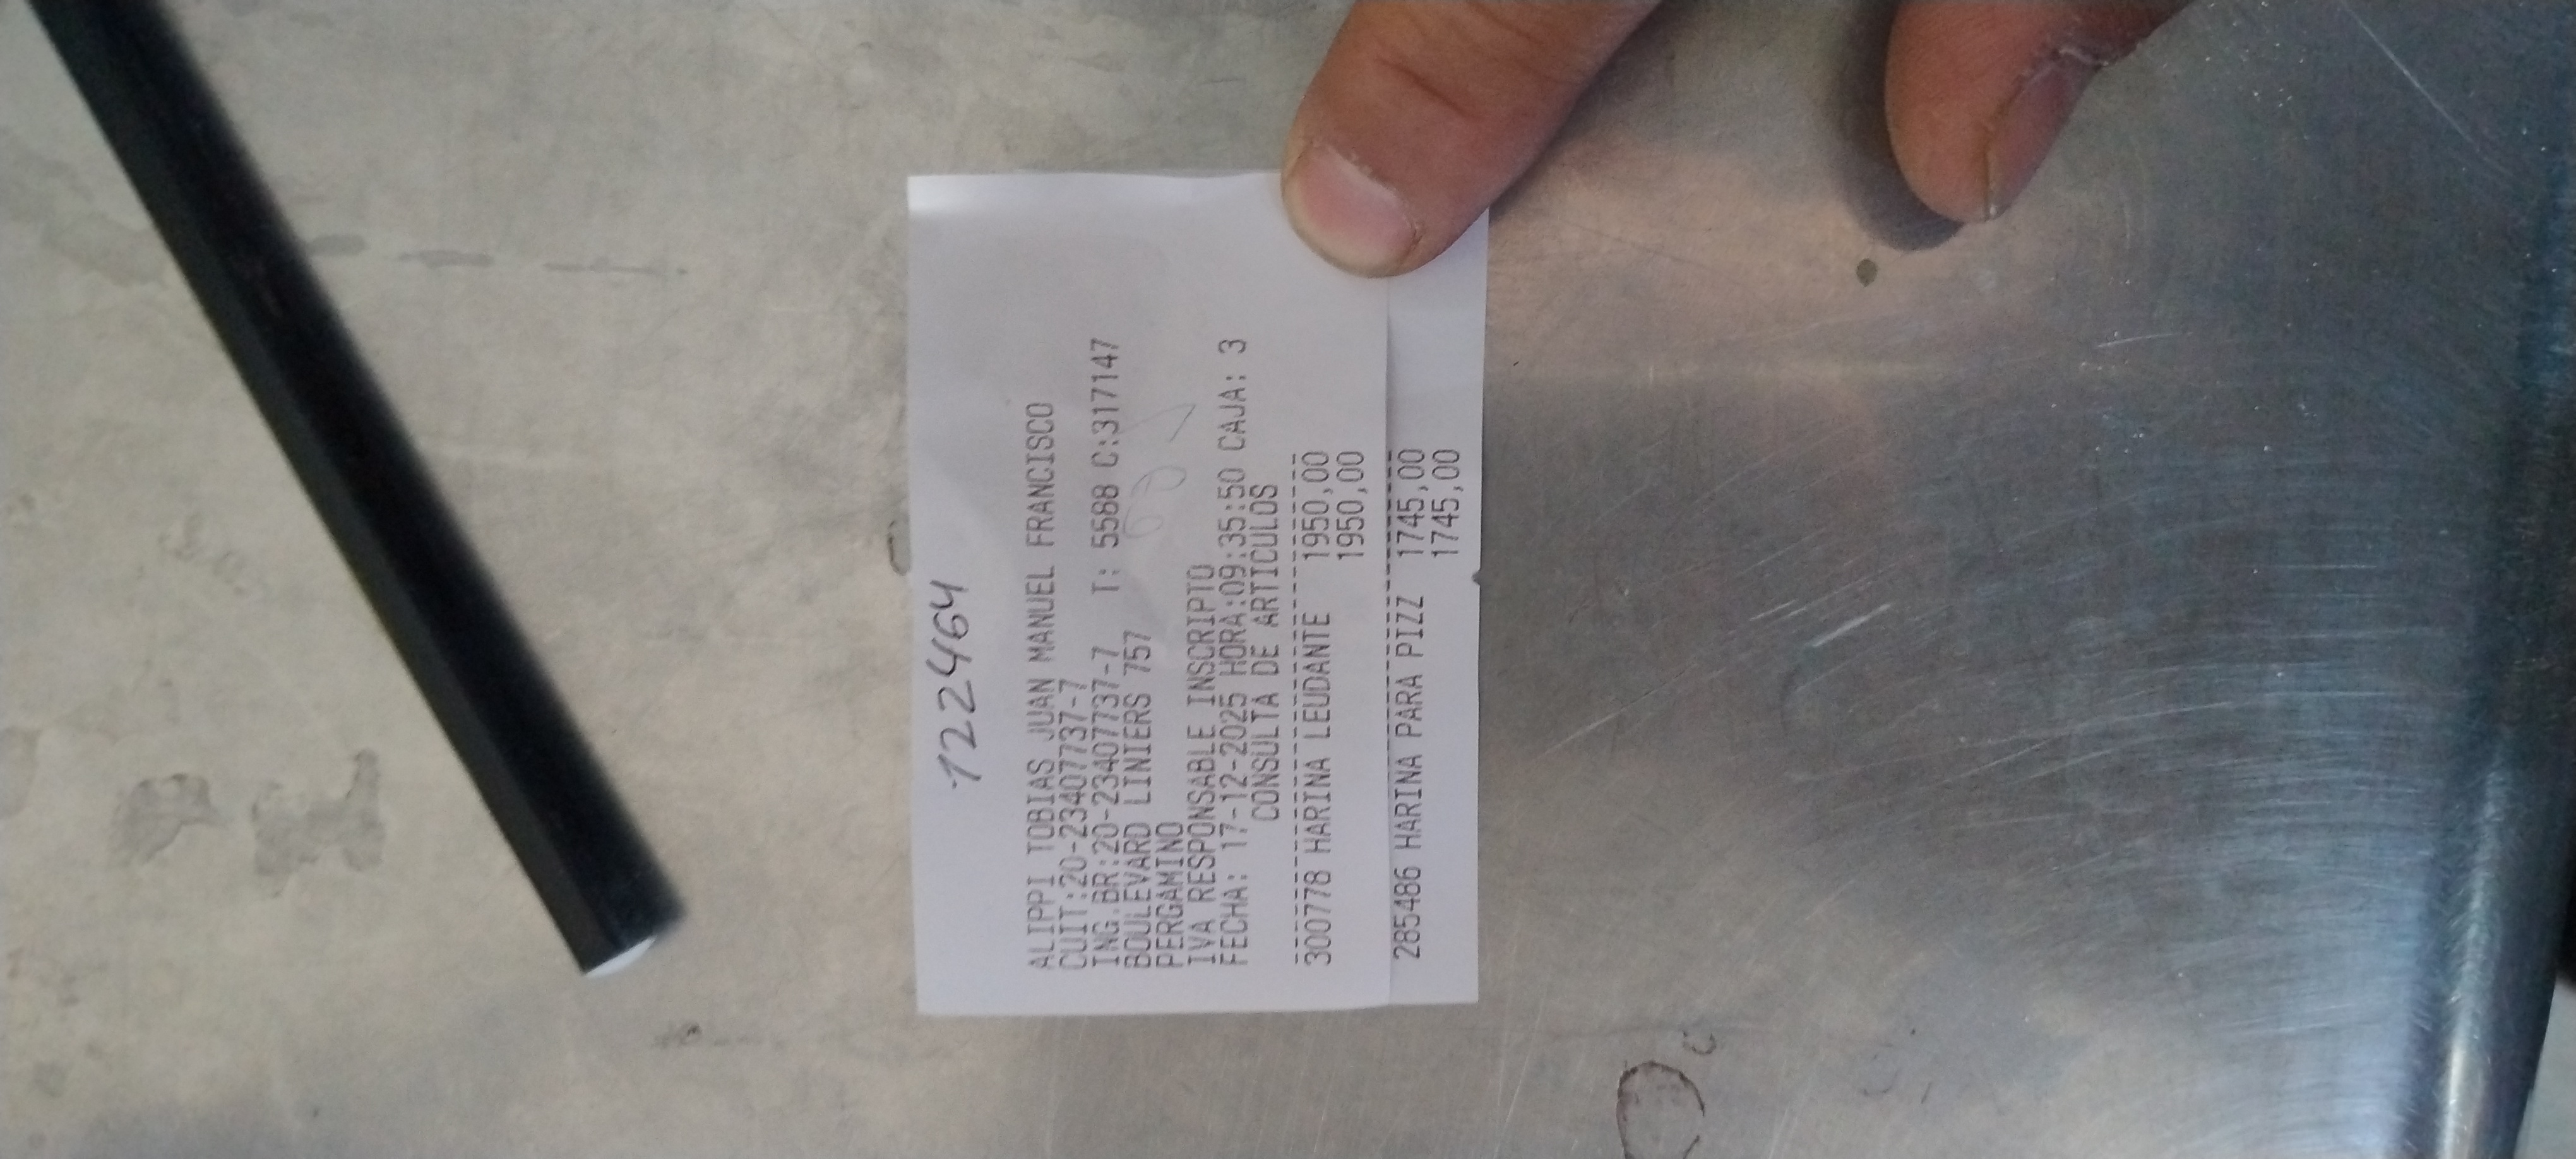 122464
ALIPPI TOBIAS JUAN MANUEL FRANCISCO
CUIT:20-23407737-7
ING.BR:20-23407737-7 T: 5588 C:317147
BOULEVARD LINIERS 757
PERGAMINO
IVA RESPONSABLE INSCRIPTO
FECHA: 17-12-2025 HORA:09:35:50 CAJA: 3
CONSULTA DE ARTICULOS
300778 HARINA LEUDANTE 1950,00
1950,00
285486 HARINA PARA PIZZ 1745,00
1745,00